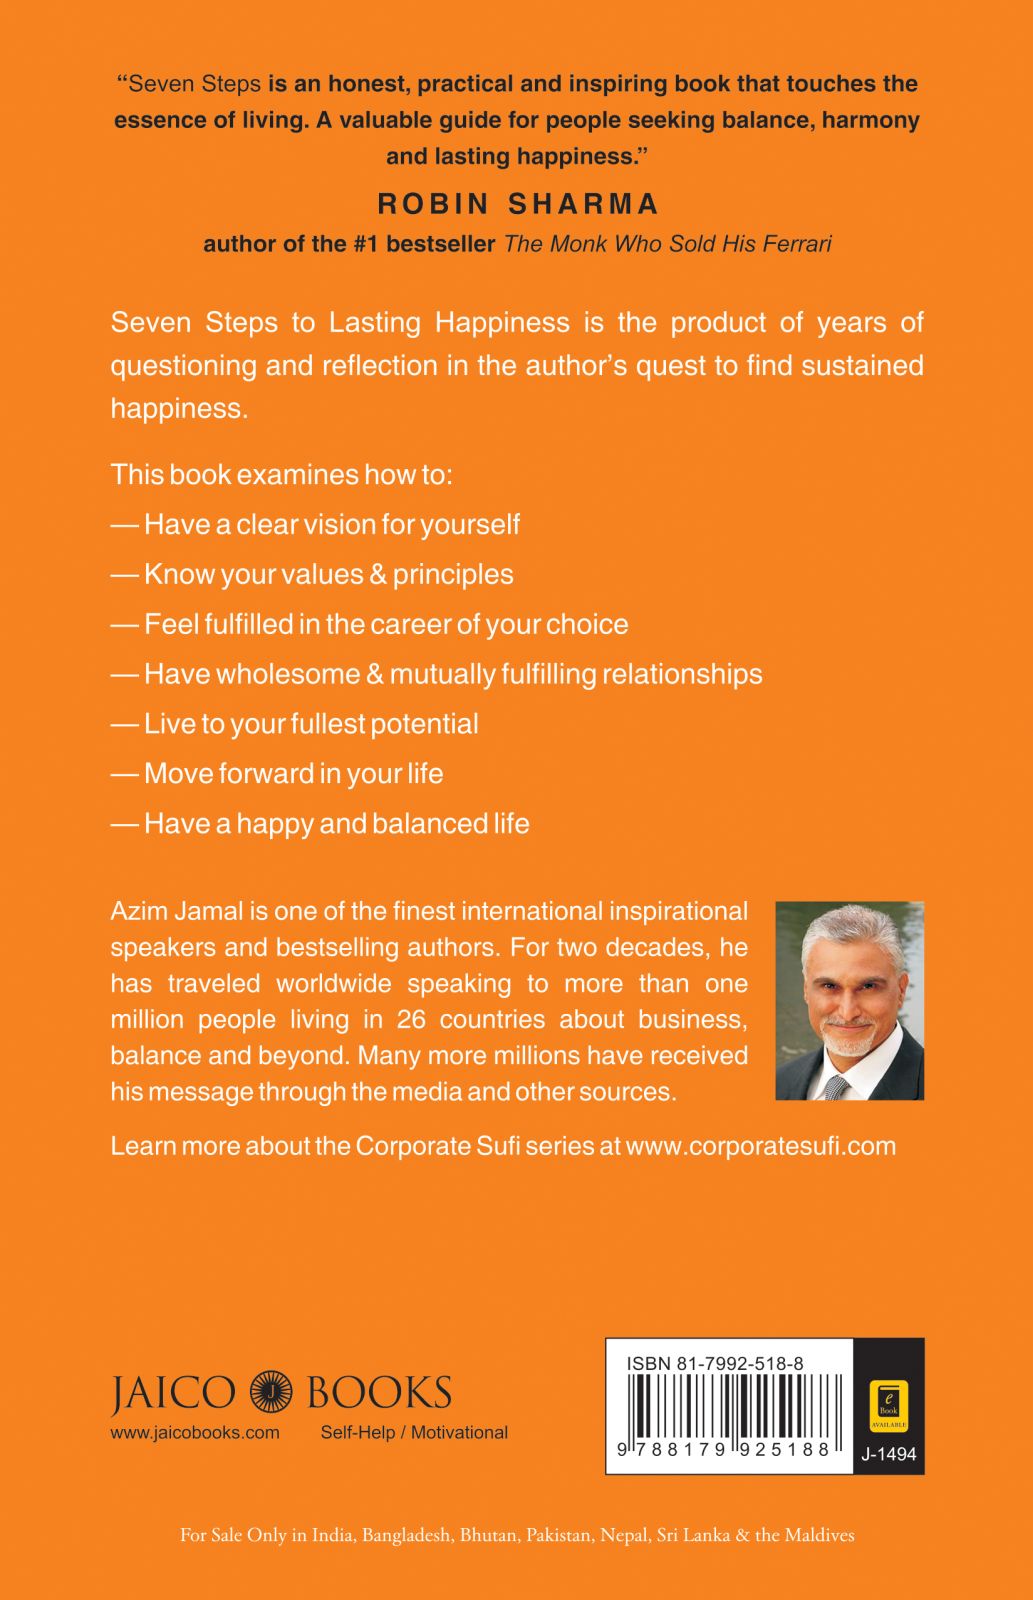 “Seven Steps is an honest, practical and inspiring book that touches the
essence of living. A valuable guide for people seeking balance, harmony
and lasting happiness.”
ROBIN SHARMA
author of the #1 bestseller The Monk Who Sold His Ferrari
Seven Steps to Lasting Happiness is the product of years of
questioning and reflection in the author’s quest to find sustained
happiness.
This book examines how to:
— Have a clear vision for yourself
— Know your values & principles
— Feel fulfilled in the career of your choice
— Have wholesome & mutually fulfilling relationships
— Live to your fullest potential
— Move forward in your life
— Have a happy and balanced life
Azim Jamal is one of the finest international inspirational
speakers and bestselling authors. For two decades, he
has traveled worldwide speaking to more than one
million people living in 26 countries about business,
balance and beyond. Many more millions have received
his message through the media and other sources.
Learn more about the Corporate Sufi series at www.corporatesufi.com
JAICO J BOOKS
www.jaicobooks.com Self-Help / Motivational
ISBN 81-7992-518-8
9 788179 925188
e
Book
AVAILABLE
J-1494
For Sale Only in India, Bangladesh, Bhutan, Pakistan, Nepal, Sri Lanka & the Maldives